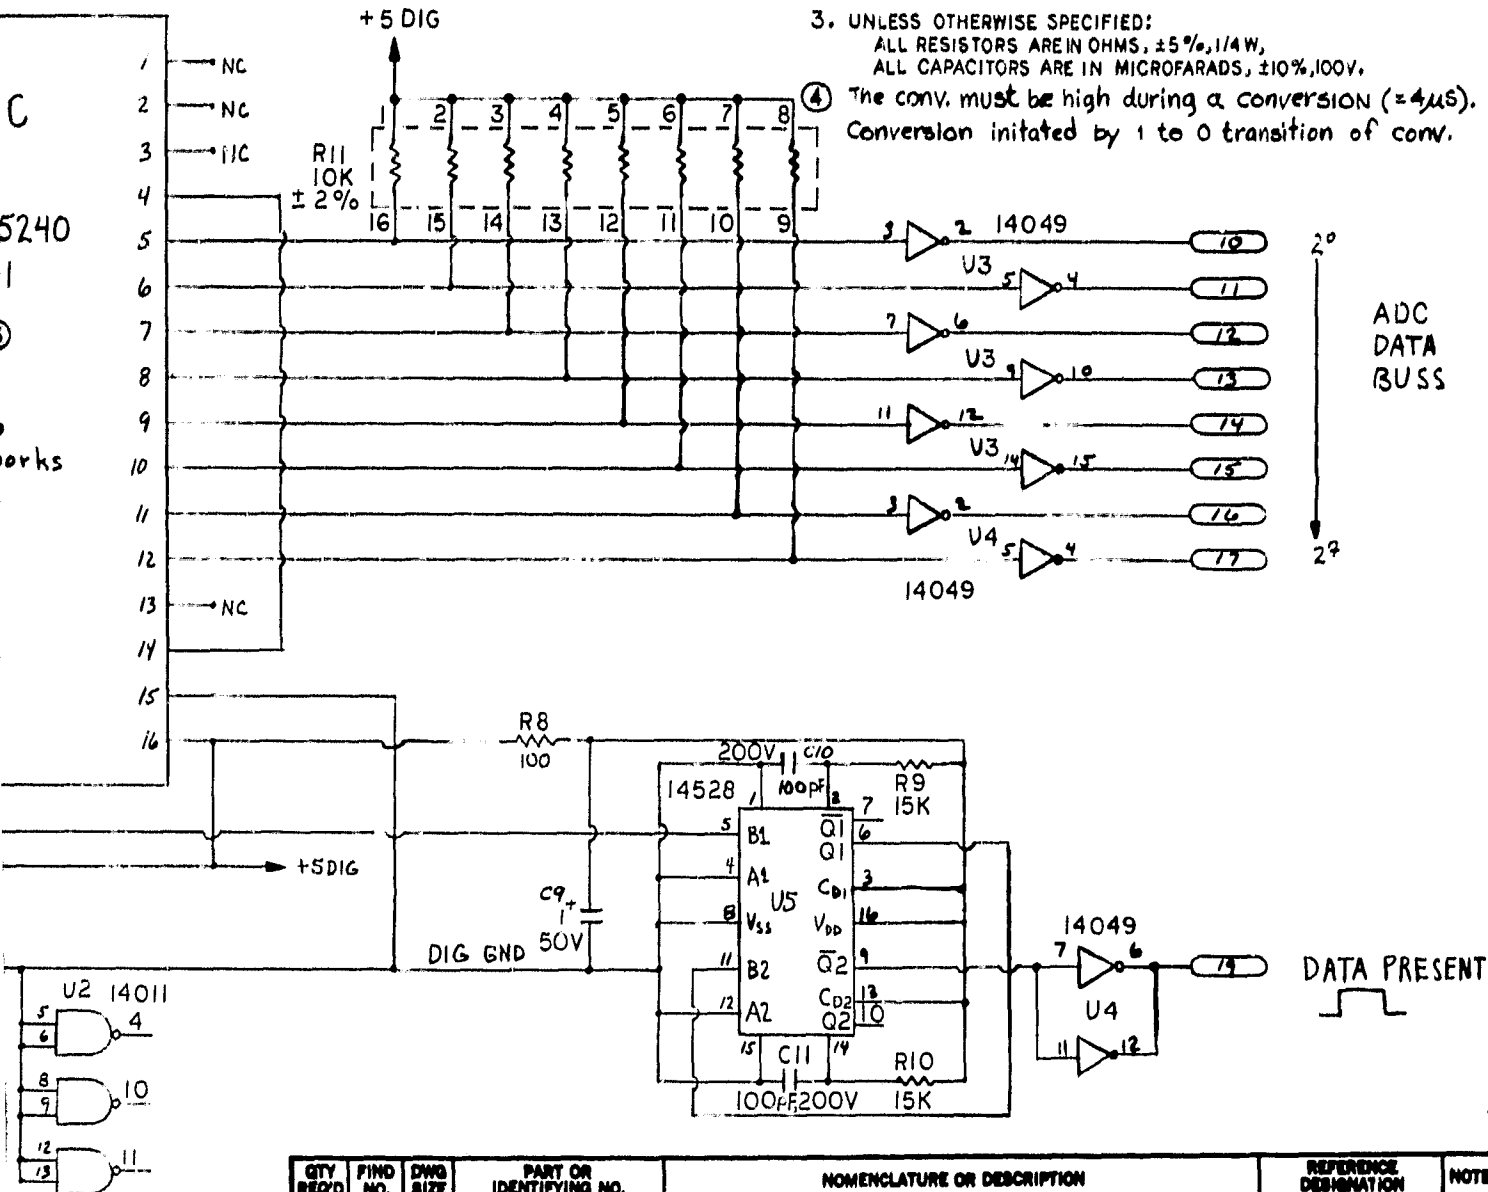 +5 DIG
3. UNLESS OTHERWISE SPECIFIED:
ALL RESISTORS ARE IN OHMS, ±5%, 1/4W,
ALL CAPACITORS ARE IN MICROFARADS, ±10%, 100V.
④ The conv. must be high during a conversion (≈4µs).
Conversion initated by 1 to 0 transition of conv.
C
5240
1
orks
1 NC
2 NC
3 NC
4
5
6
7
8
9
10
11
12
13 NC
14
15
16
1 2 3 4 5 6 7 8
R11
10K
± 2%
16 15 14 13 12 11 10 9
3 2 14049 10 2⁰
U3
5 4 11
7 6 12
U3
9 10 13
11 12 14
U3
14 15 15
3 2 16
U4
5 4 17 2⁷
14049
ADC
DATA
BUSS
R8
100
200V C10
100pF
14528
R9
15K
1 2
7 Q1
5 B1
6 Q1
4 A1
3 CD1
U5
8 VSS
16 VDD
11 B2
9 Q2
12 A2
13 CD2
10 Q2
15 14
C11
100pF, 200V
R10
15K
+5DIG
C9 +
1
50V
DIG GND
14049
7 6 19 DATA PRESENT
U4
11 12
U2 14011
5
6
4
8
9
10
12
13
11
QTY REQ'D
FIND NO.
DWG SIZE
PART OR IDENTIFYING NO.
NOMENCLATURE OR DESCRIPTION
REFERENCE DESIGNATION
NOTE